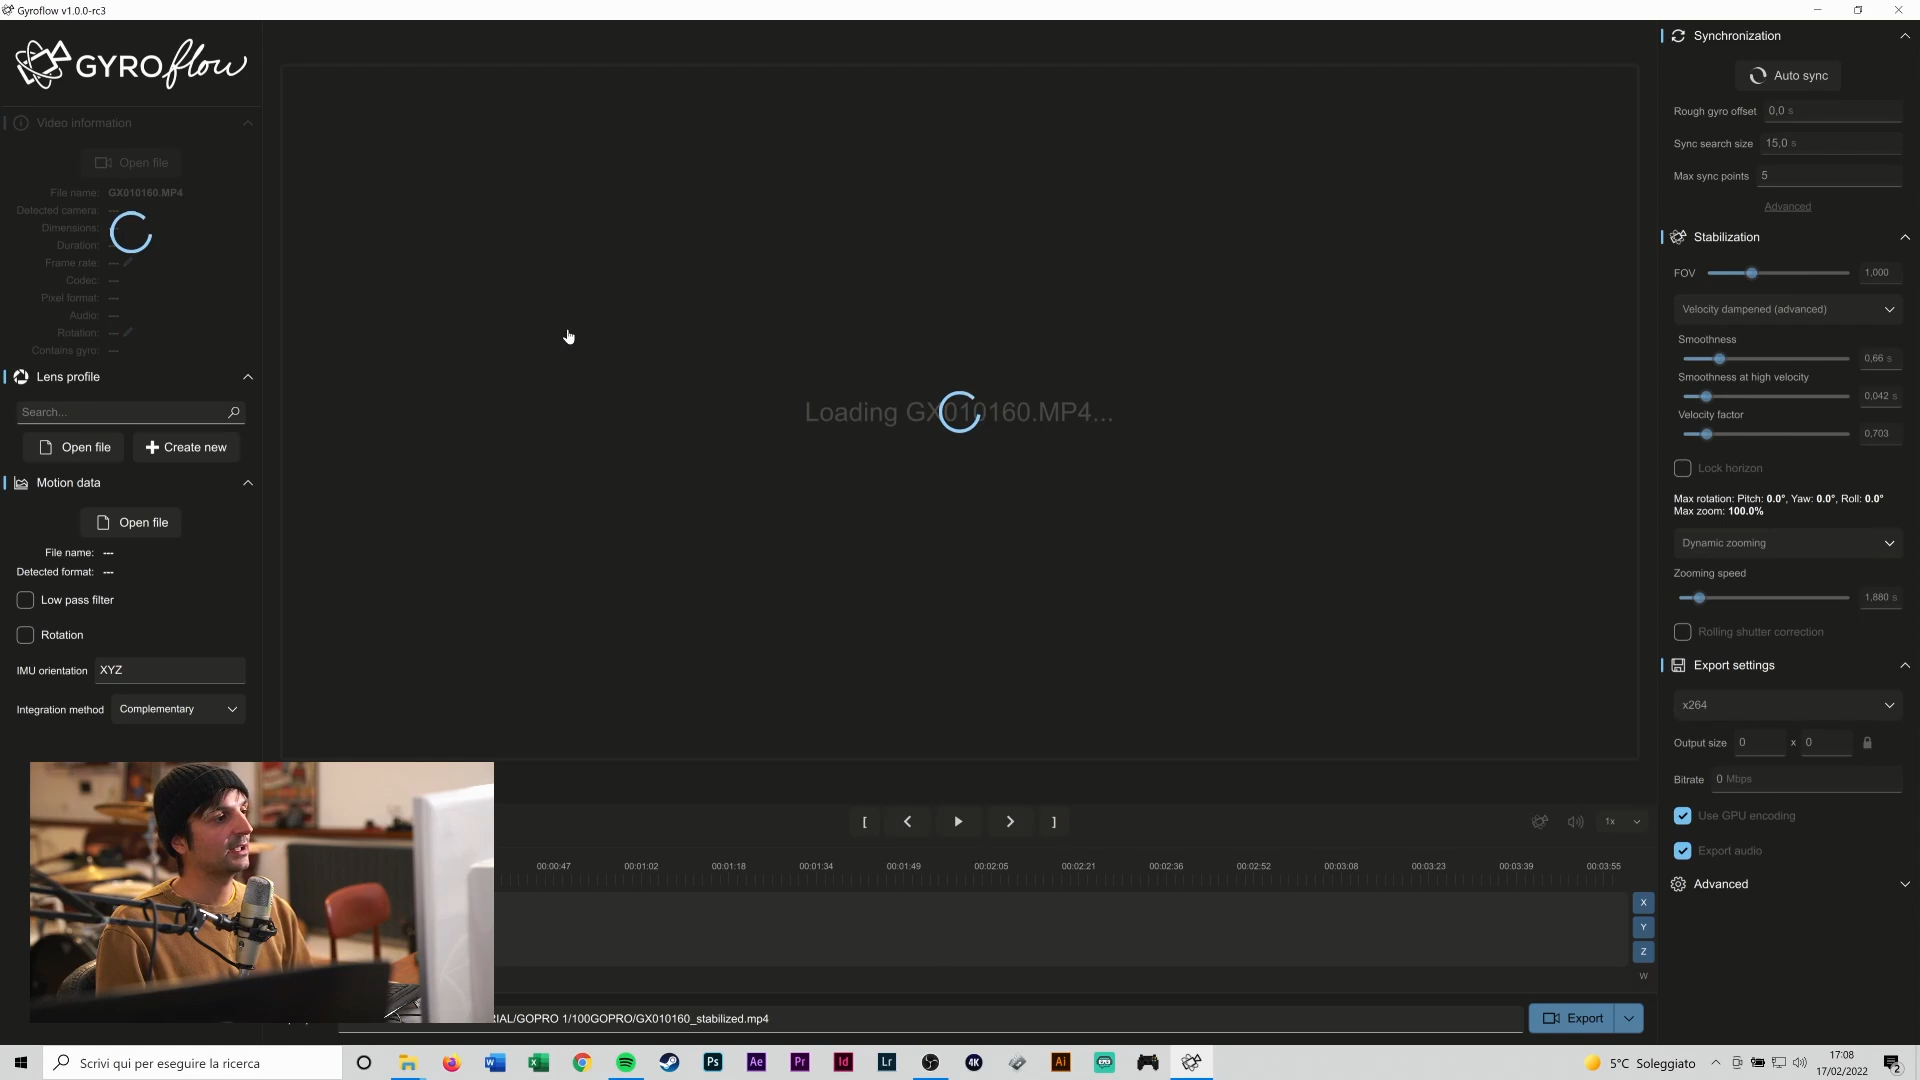 Gyroflow v1.0.0-rc3
GYROflow
Video information
Open file
File name: GX010160.MP4
Detected camera: ---
Dimensions: ---
Duration: ---
Frame rate: ---
Codec: ---
Pixel format: ---
Audio: ---
Rotation: ---
Contains gyro: ---
Lens profile
Search...
Open file
Create new
Motion data
Open file
File name: ---
Detected format: ---
Low pass filter
Rotation
IMU orientation XYZ
Integration method Complementary
Loading GX010160.MP4...
[ ]
1x
00:00:47 00:01:02 00:01:18 00:01:34 00:01:49 00:02:05 00:02:21 00:02:36 00:02:52 00:03:08 00:03:23 00:03:39 00:03:55
X
Y
Z
W
RIAL/GOPRO 1/100GOPRO/GX010160_stabilized.mp4
Export
Synchronization
Auto sync
Rough gyro offset 0,0 s
Sync search size 15,0 s
Max sync points 5
Advanced
Stabilization
FOV 1,000
Velocity dampened (advanced)
Smoothness
0,66 s
Smoothness at high velocity
0,042 s
Velocity factor
0,703
Lock horizon
Max rotation: Pitch: 0.0°, Yaw: 0.0°, Roll: 0.0°
Max zoom: 100.0%
Dynamic zooming
Zooming speed
1,880 s
Rolling shutter correction
Export settings
x264
Output size 0 x 0
Bitrate 0 Mbps
Use GPU encoding
Export audio
Advanced
Scrivi qui per eseguire la ricerca
Ps Ae Pr Id Lr 4K Ai
5°C Soleggiato
17:08
17/02/2022
2